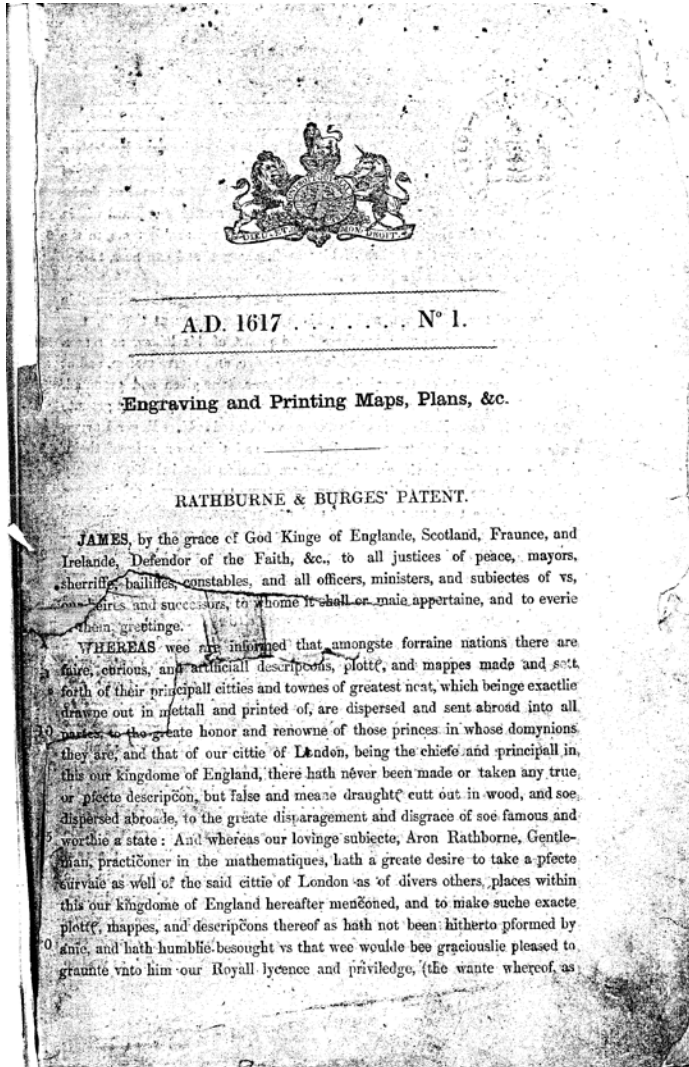 DIEU ET MON DROIT
A.D. 1617 . . . . . . . . Nº 1.
Engraving and Printing Maps, Plans, &c.
RATHBURNE & BURGES' PATENT.
JAMES, by the grace of God Kinge of Englande, Scotland, Fraunce, and
Irelande, Defendor of the Faith, &c., to all justices of peace, mayors,
sherriffℯ, bailiffes, constables, and all officers, ministers, and subiectes of vs,
heires and successors, to whome it shall or maie appertaine, and to everie
them, greetinge.
WHEREAS wee are informed that amongste forraine nations there are
faire, curious, and artificiall descripcõns, plottℯ, and mappes made and sett
forth of their principall citties and townes of greatest neat, which beinge exactlie
drawne out in mettall and printed of, are dispersed and sent abroad into all
10 partes, to the greate honor and renowne of those princes in whose domynions
they are, and that of our cittie of London, being the chiefe and principall in
this our kingdome of England, there hath never been made or taken any true
or pfecte descripcõn, but false and meane draughtℯ cutt out in wood, and soe
dispersed abroade, to the greate disparagement and disgrace of soe famous and
15 worthie a state: And whereas our lovinge subiecte, Aron Rathborne, Gentle-
man, practiconer in the mathematiques, hath a greate desire to take a pfecte
survaie as well of the said cittie of London as of divers others, places within
this our kingdome of England hereafter mencõned, and to make suche exacte
plottℯ, mappes, and descripcõns thereof as hath not been hitherto pformed by
anie, and hath humblie besought vs that wee woulde bee graciouslie pleased to
graunte vnto him our Royall lycence and priviledge, (the wante whereof, as